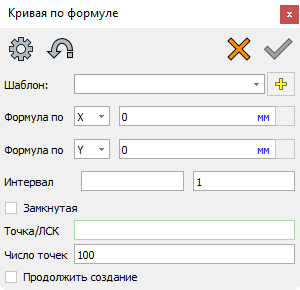 Кривая по формуле
Шаблон:
Формула по X 0 мм
Формула по Y 0 мм
Интервал 1
Замкнутая
Точка/ЛСК
Число точек 100
Продолжить создание